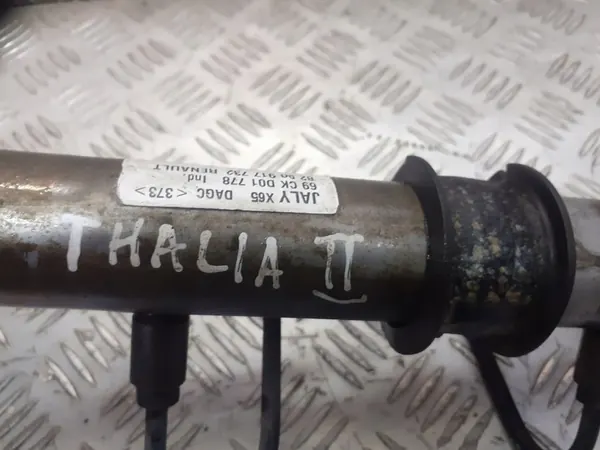 JALY X65 DAGC <373>
69 CK D01 778 Ind.
82 00 917 732 RENAULT
THALIA II